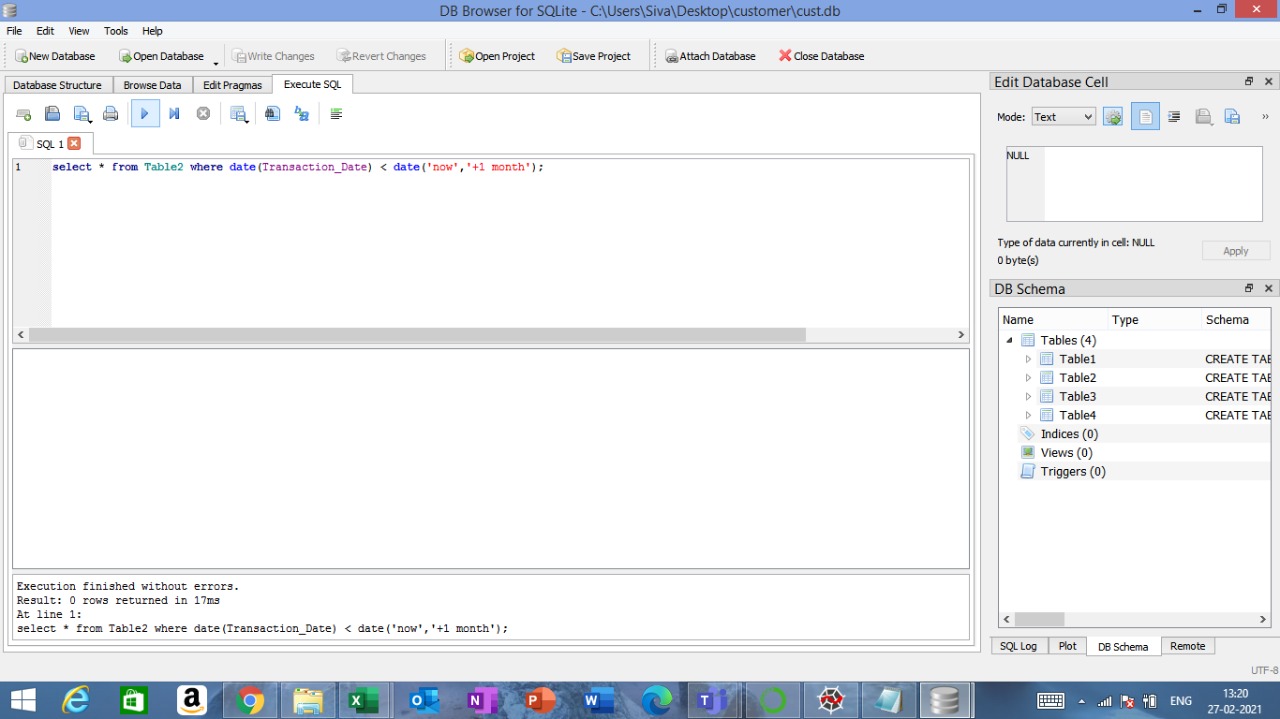 DB Browser for SQLite - C:\Users\Siva\Desktop\customer\cust.db
File Edit View Tools Help
New Database Open Database Write Changes Revert Changes Open Project Save Project Attach Database Close Database
Database Structure Browse Data Edit Pragmas Execute SQL
SQL 1
1 select * from Table2 where date(Transaction_Date) < date('now','+1 month');
Execution finished without errors.
Result: 0 rows returned in 17ms
At line 1:
select * from Table2 where date(Transaction_Date) < date('now','+1 month');
Edit Database Cell
Mode: Text
NULL
Type of data currently in cell: NULL
0 byte(s)
Apply
DB Schema
Name Type Schema
Tables (4)
Table1 CREATE TAE
Table2 CREATE TAE
Table3 CREATE TAE
Table4 CREATE TAE
Indices (0)
Views (0)
Triggers (0)
SQL Log Plot DB Schema Remote
UTF-8
ENG
13:20
27-02-2021